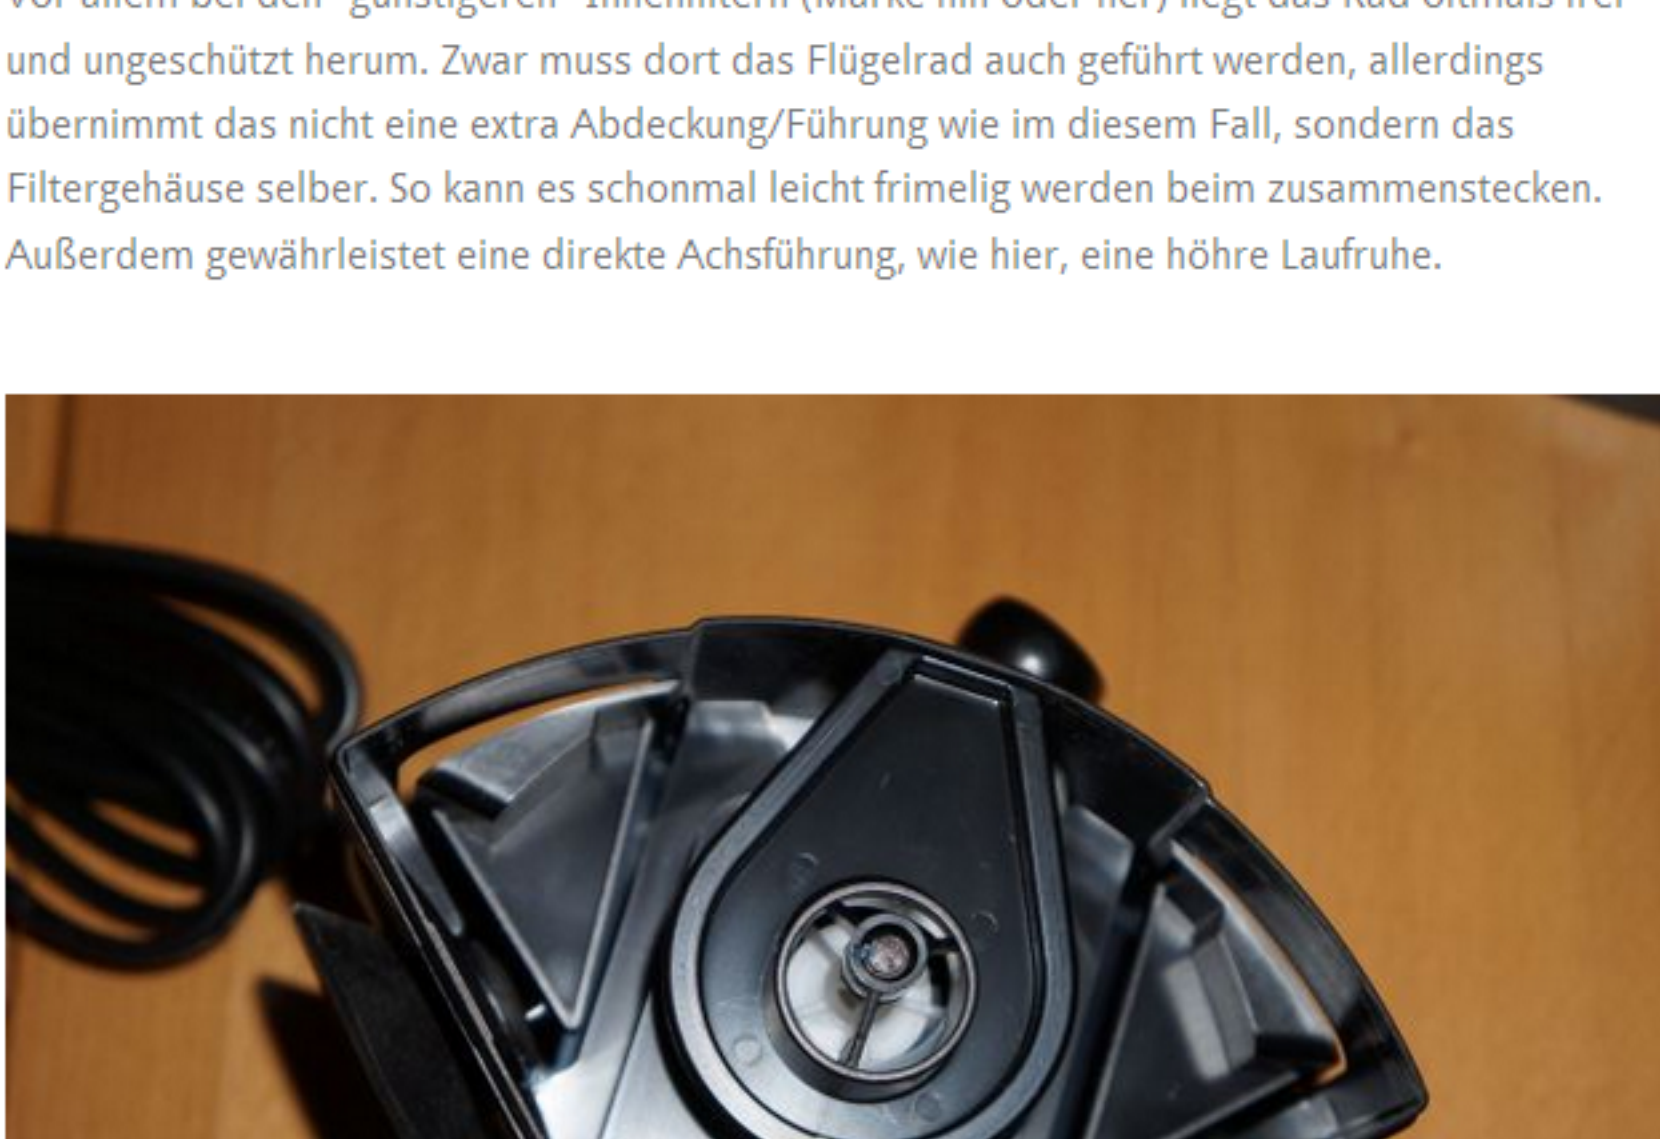 und ungeschützt herum. Zwar muss dort das Flügelrad auch geführt werden, allerdings
übernimmt das nicht eine extra Abdeckung/Führung wie im diesem Fall, sondern das
Filtergehäuse selber. So kann es schonmal leicht frimelig werden beim zusammenstecken.
Außerdem gewährleistet eine direkte Achsführung, wie hier, eine höhre Laufruhe.